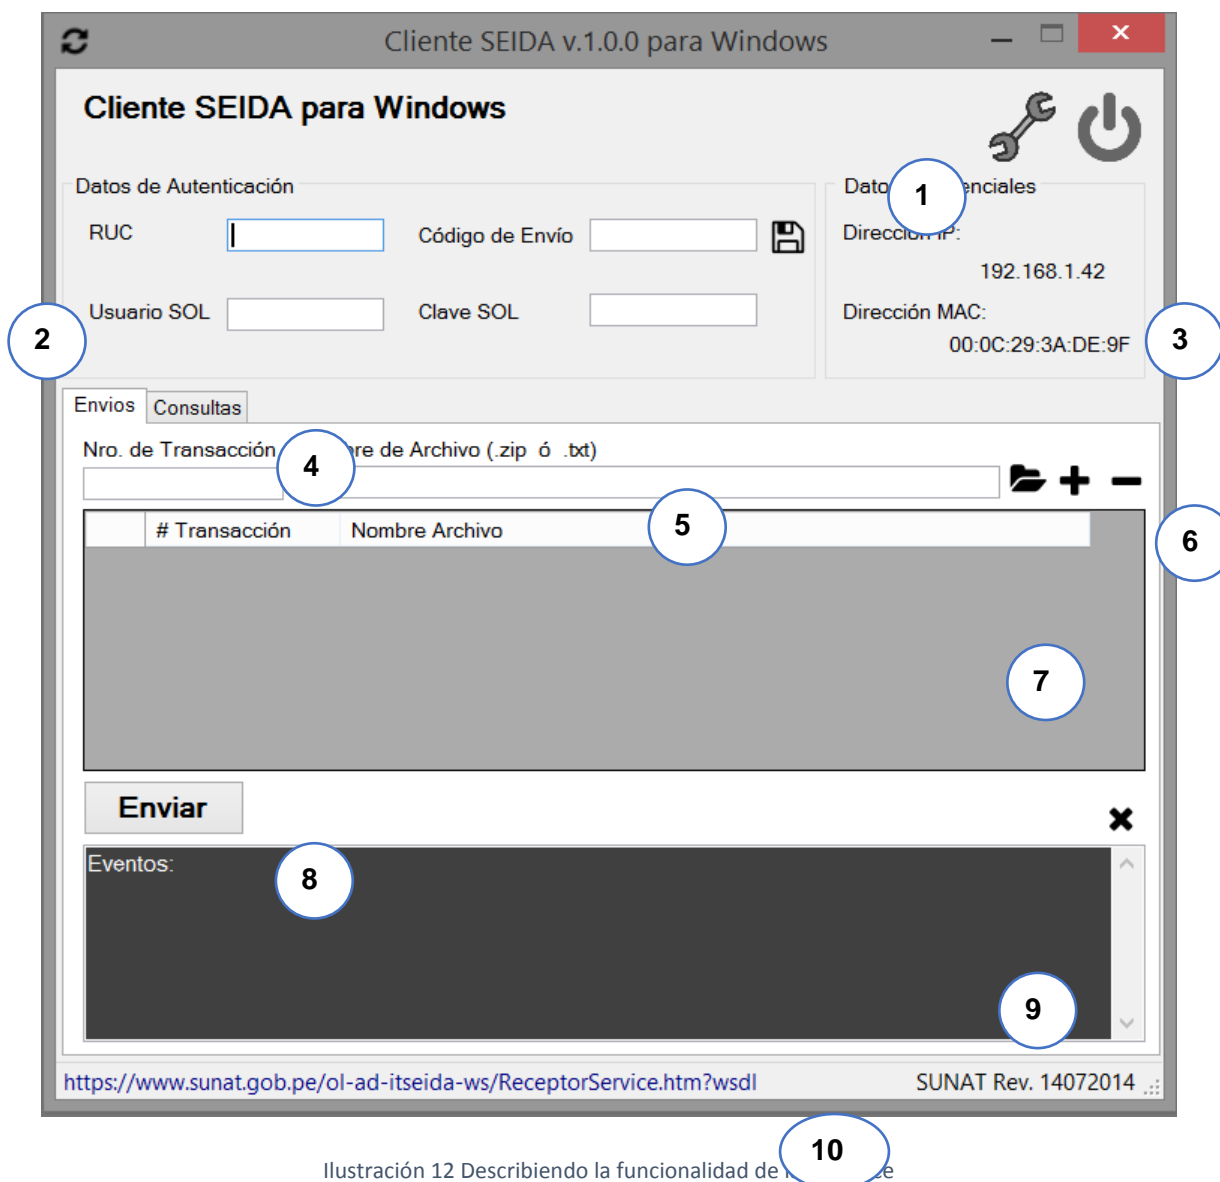 Cliente SEIDA v.1.0.0 para Windows
Cliente SEIDA para Windows
Datos de Autenticación
Dato 1 enciales
RUC
Código de Envío
Dirección IP:
192.168.1.42
2
Usuario SOL
Clave SOL
Dirección MAC:
00:0C:29:3A:DE:9F
3
Envios Consultas
Nro. de Transacción 4 re de Archivo (.zip ó .txt)
# Transacción Nombre Archivo
5
6
7
Enviar
Eventos:
8
9
https://www.sunat.gob.pe/ol-ad-itseida-ws/ReceptorService.htm?wsdl SUNAT Rev. 14072014
10
Ilustración 12 Describiendo la funcionalidad de